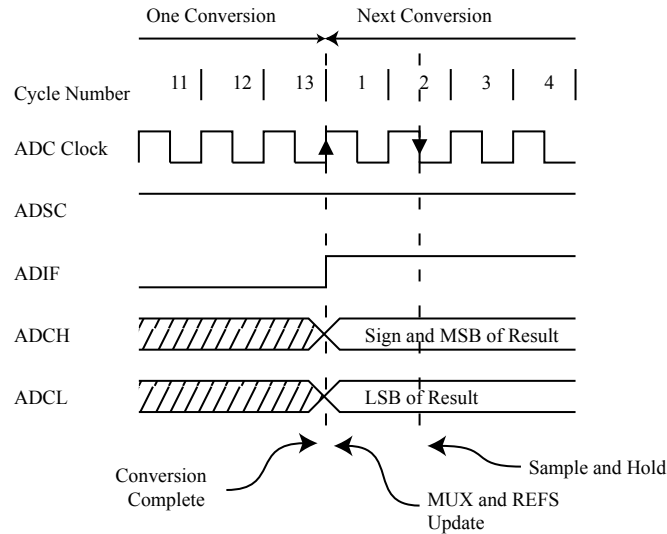 One Conversion Next Conversion
Cycle Number 11 12 13 1 2 3 4
ADC Clock
ADSC
ADIF
ADCH Sign and MSB of Result
ADCL LSB of Result
Conversion
Complete
MUX and REFS
Update
Sample and Hold